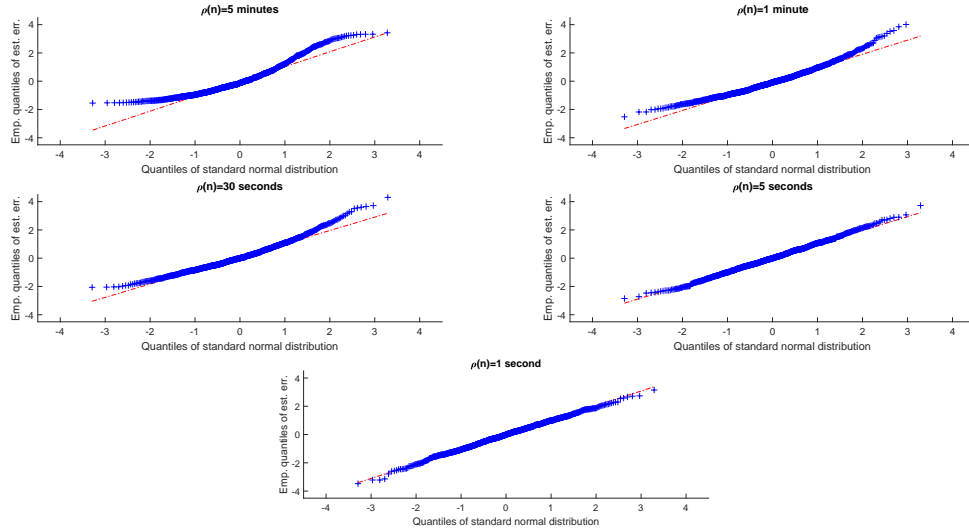 ρ(n)=5 minutes
Emp. quantiles of est. err.
4
2
0
-2
-4
-4 -3 -2 -1 0 1 2 3 4
Quantiles of standard normal distribution
ρ(n)=1 minute
Emp. quantiles of est. err.
4
2
0
-2
-4
-4 -3 -2 -1 0 1 2 3 4
Quantiles of standard normal distribution
ρ(n)=30 seconds
Emp. quantiles of est. err.
4
2
0
-2
-4
-4 -3 -2 -1 0 1 2 3 4
Quantiles of standard normal distribution
ρ(n)=5 seconds
Emp. quantiles of est. err.
4
2
0
-2
-4
-4 -3 -2 -1 0 1 2 3 4
Quantiles of standard normal distribution
ρ(n)=1 second
Emp. quantiles of est. err.
4
2
0
-2
-4
-4 -3 -2 -1 0 1 2 3 4
Quantiles of standard normal distribution